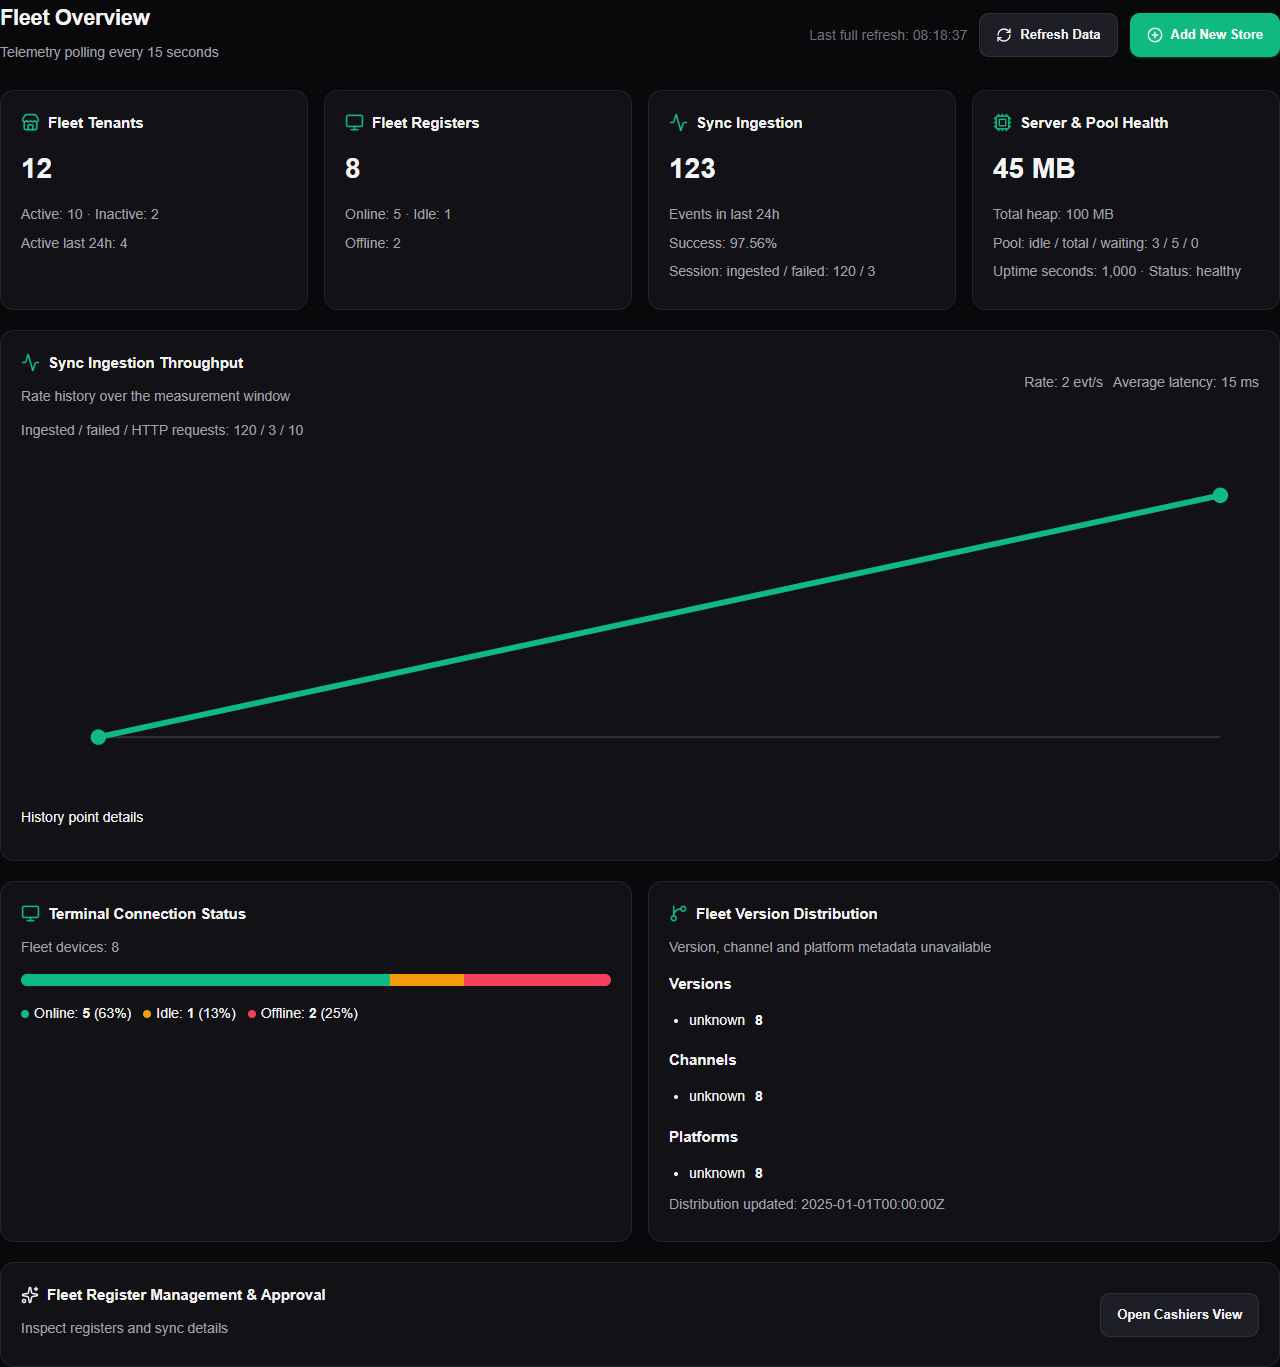 Fleet Overview
Telemetry polling every 15 seconds
Last full refresh: 08:18:37
Refresh Data
Add New Store
Fleet Tenants
12
Active: 10 · Inactive: 2
Active last 24h: 4
Fleet Registers
8
Online: 5 · Idle: 1
Offline: 2
Sync Ingestion
123
Events in last 24h
Success: 97.56%
Session: ingested / failed: 120 / 3
Server & Pool Health
45 MB
Total heap: 100 MB
Pool: idle / total / waiting: 3 / 5 / 0
Uptime seconds: 1,000 · Status: healthy
Sync Ingestion Throughput
Rate history over the measurement window
Ingested / failed / HTTP requests: 120 / 3 / 10
Rate: 2 evt/s Average latency: 15 ms
History point details
Terminal Connection Status
Fleet devices: 8
Online: 5 (63%) Idle: 1 (13%) Offline: 2 (25%)
Fleet Version Distribution
Version, channel and platform metadata unavailable
Versions
• unknown 8
Channels
• unknown 8
Platforms
• unknown 8
Distribution updated: 2025-01-01T00:00:00Z
Fleet Register Management & Approval
Inspect registers and sync details
Open Cashiers View